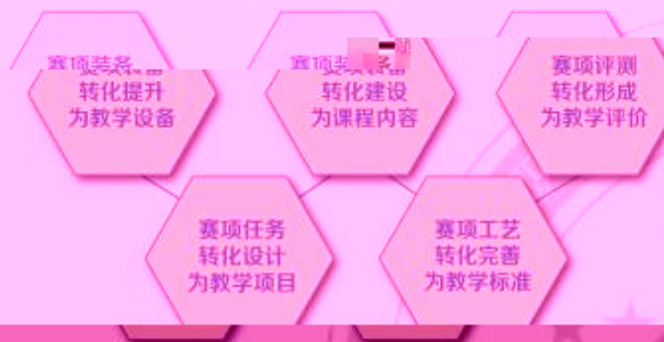 赛项装备
转化提升
为教学设备
赛项装备
转化建设
为课程内容
赛项评测
转化形成
为教学评价
赛项任务
转化设计
为教学项目
赛项工艺
转化完善
为教学标准